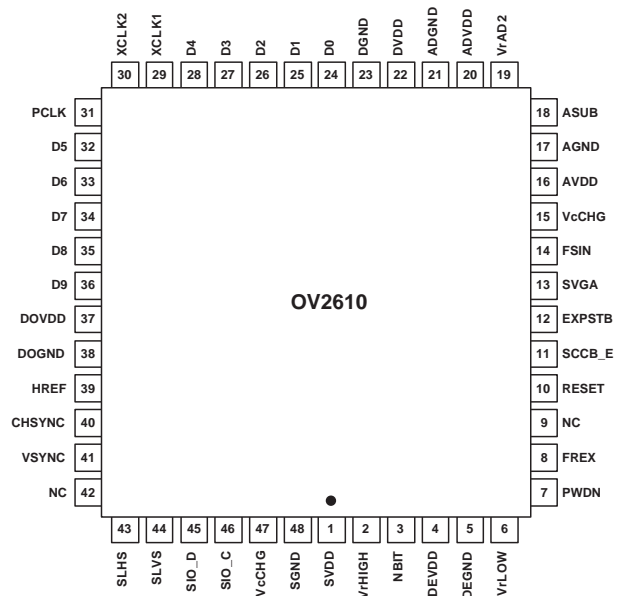 XCLK2 XCLK1 D4 D3 D2 D1 D0 DGND DVDD ADGND ADVDD VrAD2
30 29 28 27 26 25 24 23 22 21 20 19
PCLK 31 18 ASUB
D5 32 17 AGND
D6 33 16 AVDD
D7 34 15 VcCHG
D8 35 14 FSIN
D9 36 13 SVGA
OV2610
DOVDD 37 12 EXPSTB
DOGND 38 11 SCCB_E
HREF 39 10 RESET
CHSYNC 40 9 NC
VSYNC 41 8 FREX
NC 42 7 PWDN
43 44 45 46 47 48 1 2 3 4 5 6
SLHS SLVS SIO_D SIO_C VcCHG SGND SVDD VrHIGH NBIT DEVDD DEGND VrLOW